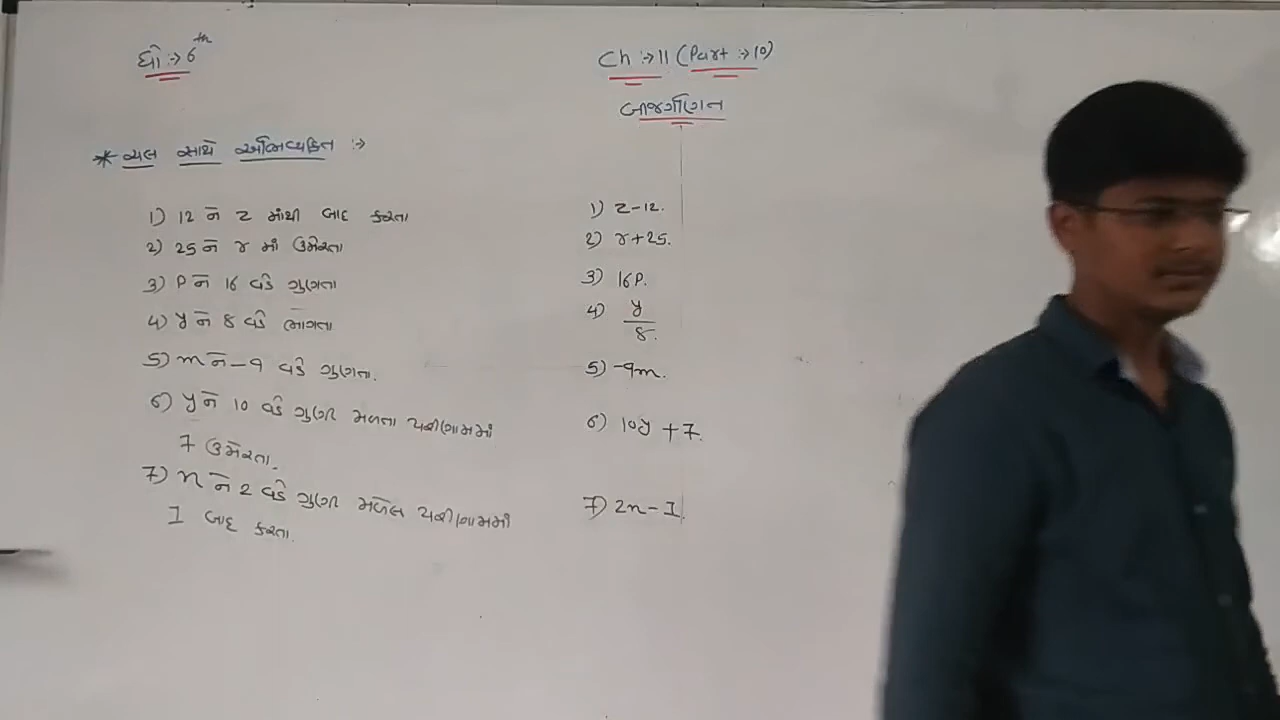 ધો :-> 6th
Ch :-> 11 (Part :-> 10)
બીજગણિત
* ચલ સાથે અભિવ્યક્તિ :->
1) 12 ને z માંથી બાદ કરતા
1) z-12.
2) 25 ને r માં ઉમેરતા
2) r+25.
3) P ને 16 વડે ગુણતા
3) 16P.
4) y ને 8 વડે ભાગતા
4) y/8.
5) m ને -9 વડે ગુણતા.
5) -9m.
6) y ને 10 વડે ગુણી મળતા પરિણામમાં
7 ઉમેરતા.
6) 10y + 7.
7) n ને 2 વડે ગુણી મળેલ પરિણામમાં
1 બાદ કરતા.
7) 2n - 1